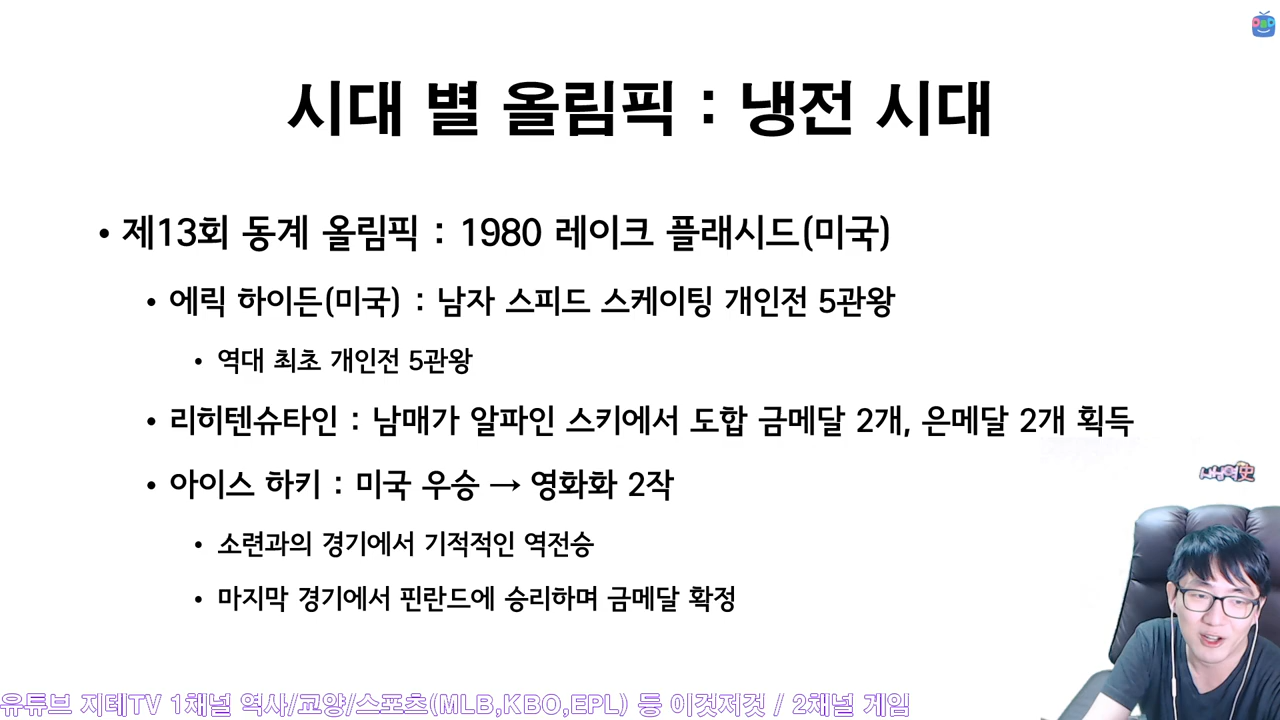 시대 별 올림픽 : 냉전 시대
• 제13회 동계 올림픽 : 1980 레이크 플래시드(미국)
• 에릭 하이든(미국) : 남자 스피드 스케이팅 개인전 5관왕
• 역대 최초 개인전 5관왕
• 리히텐슈타인 : 남매가 알파인 스키에서 도합 금메달 2개, 은메달 2개 획득
• 아이스 하키 : 미국 우승 → 영화화 2작
• 소련과의 경기에서 기적적인 역전승
• 마지막 경기에서 핀란드에 승리하며 금메달 확정
유튜브 지테TV 1채널 역사/교양/스포츠(MLB,KBO,EPL) 등 이것저것 / 2채널 게임